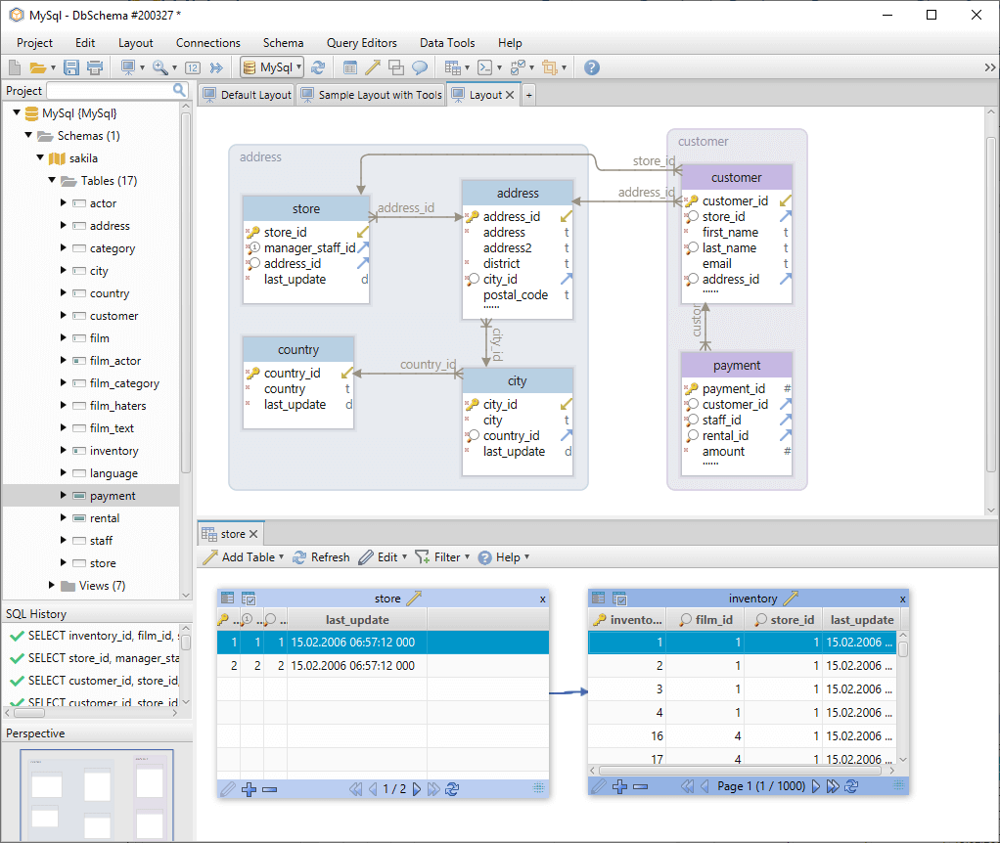 MySql - DbSchema #200327 *
Project Edit Layout Connections Schema Query Editors Data Tools Help
12 MySql ?
Project
Default Layout Sample Layout with Tools Layout +
MySql {MySql}
Schemas (1)
sakila
Tables (17)
actor
address
category
city
country
customer
film
film_actor
film_category
film_haters
film_text
inventory
language
payment
rental
staff
store
Views (7)
SQL History
SELECT inventory_id, film_id, s
SELECT store_id, manager_sta
SELECT customer_id, store_id,
SELECT customer_id, store_id
Perspective
address
store
store_id
manager_staff_id
address_id
last_update d
address_id
address
address_id
address t
address2 t
district t
city_id
postal_code t
......
city_id
country
country_id
country t
last_update d
country_id
city
city_id
city t
country_id
last_update d
customer
store_id
address_id
customer
customer_id
store_id
first_name t
last_name t
email t
address_id
......
custor
payment
payment_id #
customer_id
staff_id
rental_id
amount #
......
store
Add Table Refresh Edit Filter Help
store x
.. .. .. last_update
1 1 1 15.02.2006 06:57:12 000
2 2 2 15.02.2006 06:57:12 000
1 / 2
inventory x
invento... film_id store_id last_update
1 1 1 15.02.2006 ...
2 1 1 15.02.2006 ...
3 1 1 15.02.2006 ...
4 1 1 15.02.2006 ...
16 4 1 15.02.2006 ...
17 4 1 15.02.2006 ...
Page 1 (1 / 1000)